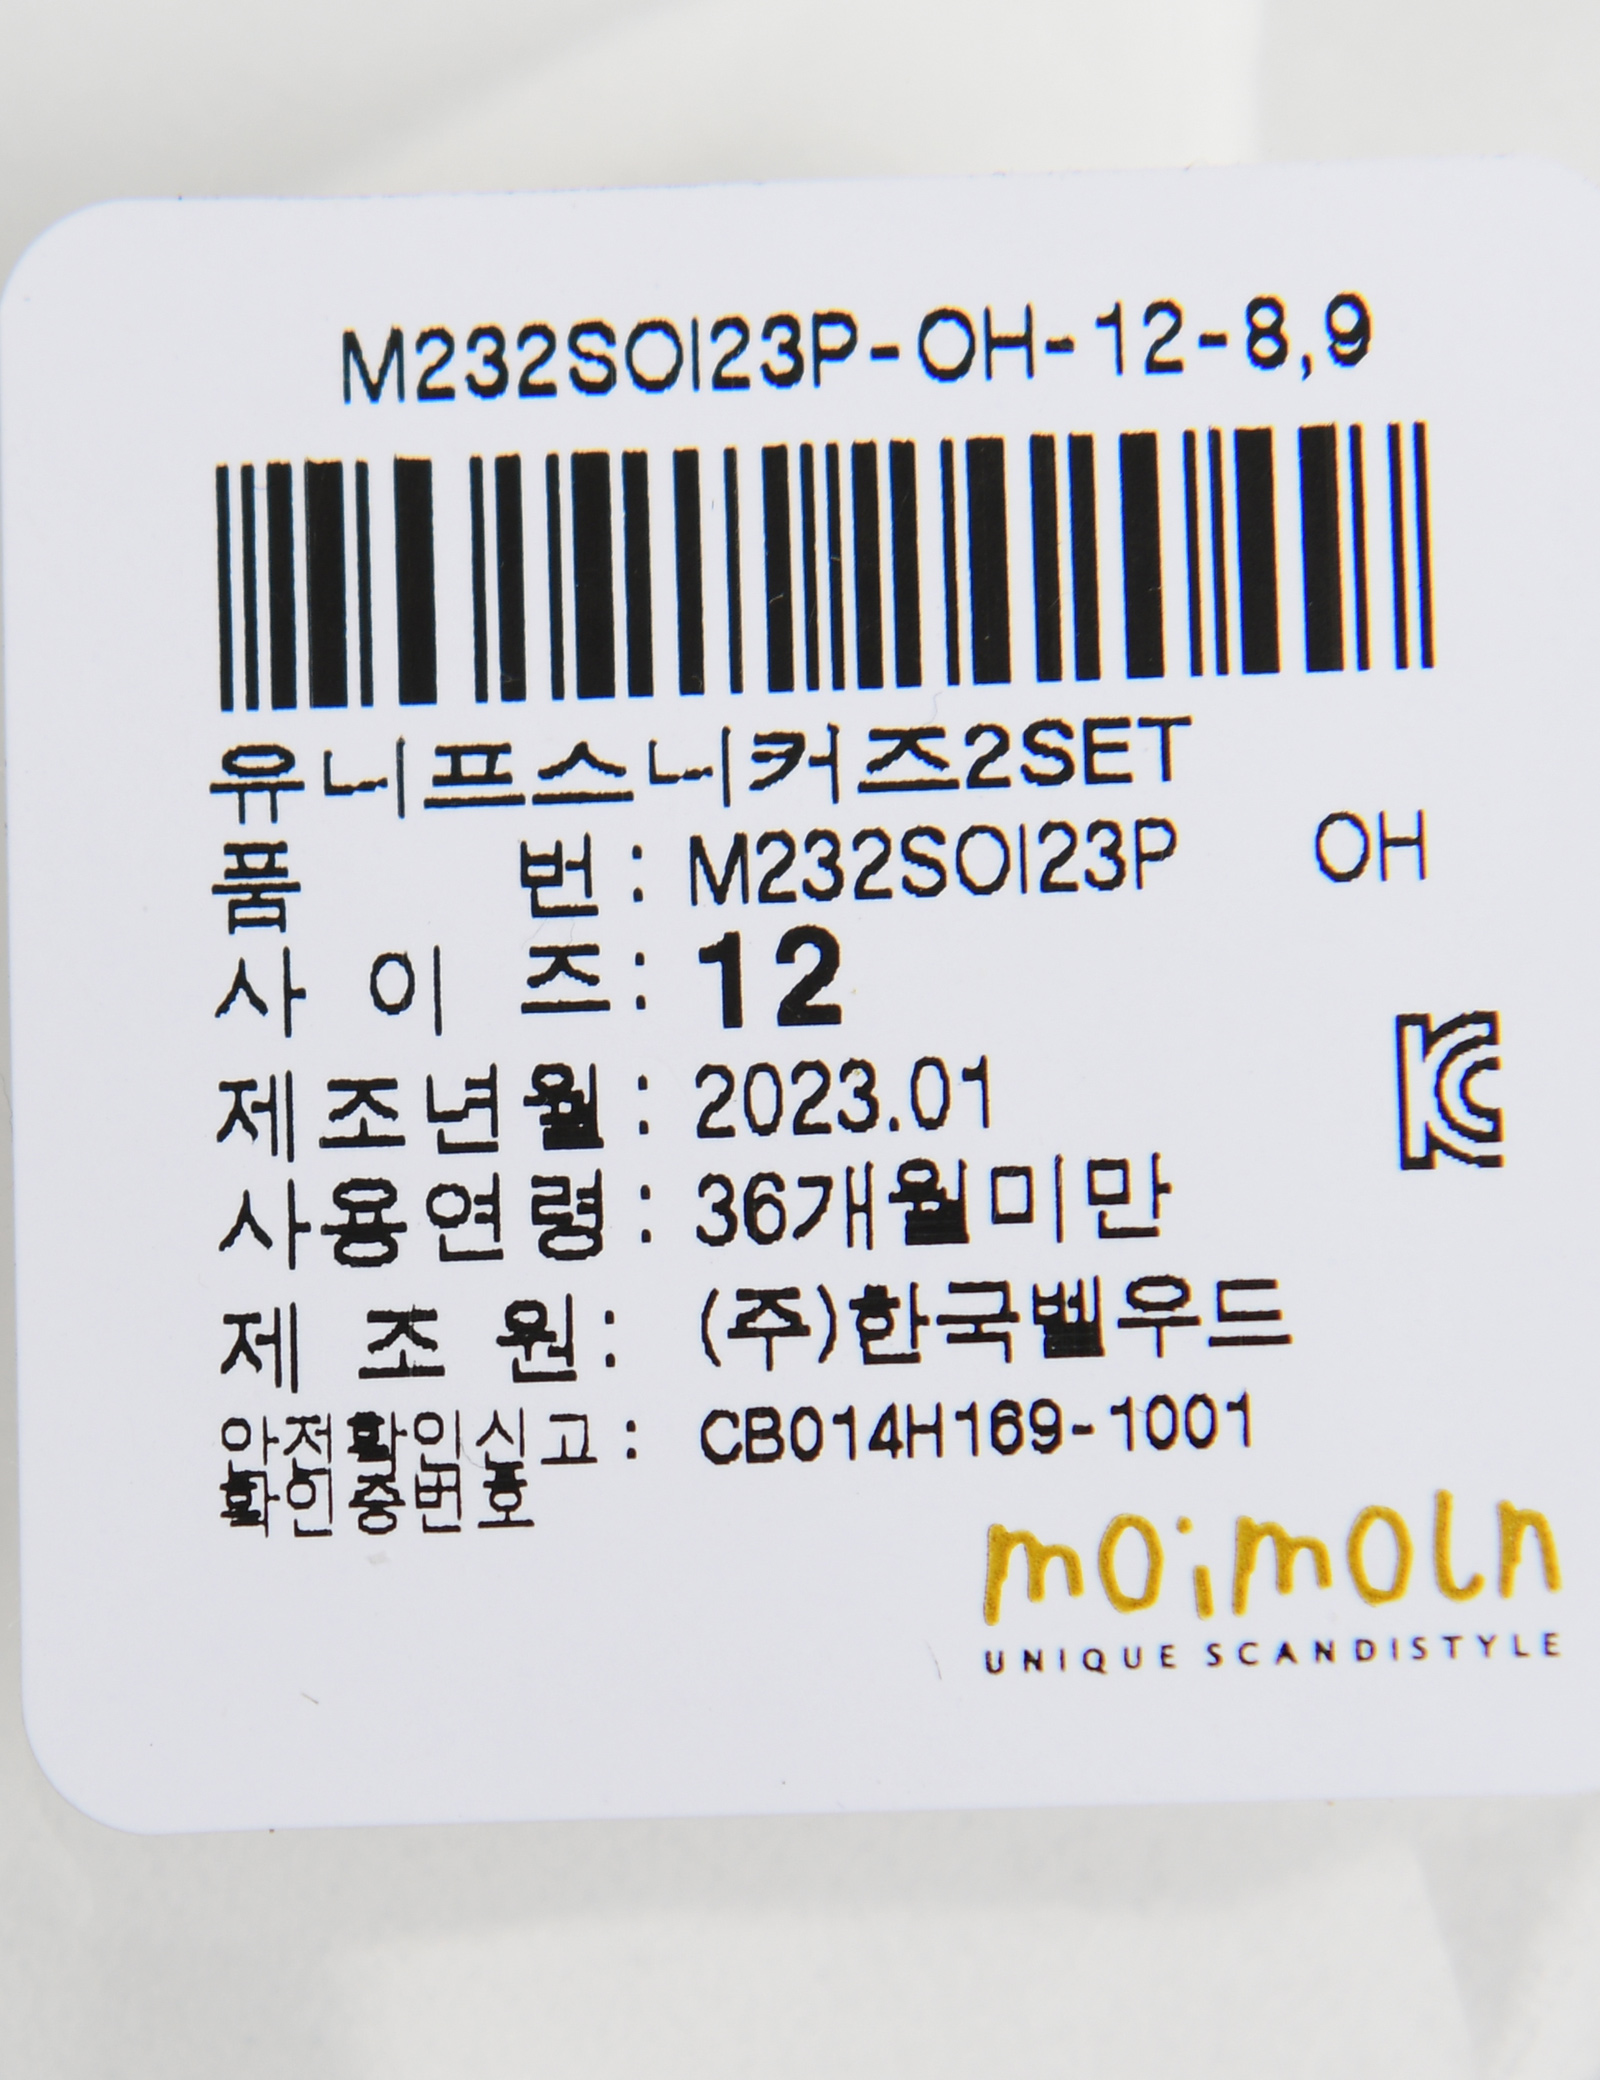 M232SOI23P-OH-12-8,9
유니프스니커즈2SET
품 번 : M232SOI23P OH
사 이 즈 : 12
제조년월 : 2023.01
사용연령 : 36개월미만
제 조 원 : (주)한국벨우드
안전확인신고 : CB014H169-1001
확인증번호
KC
moimoln
UNIQUE SCANDISTYLE